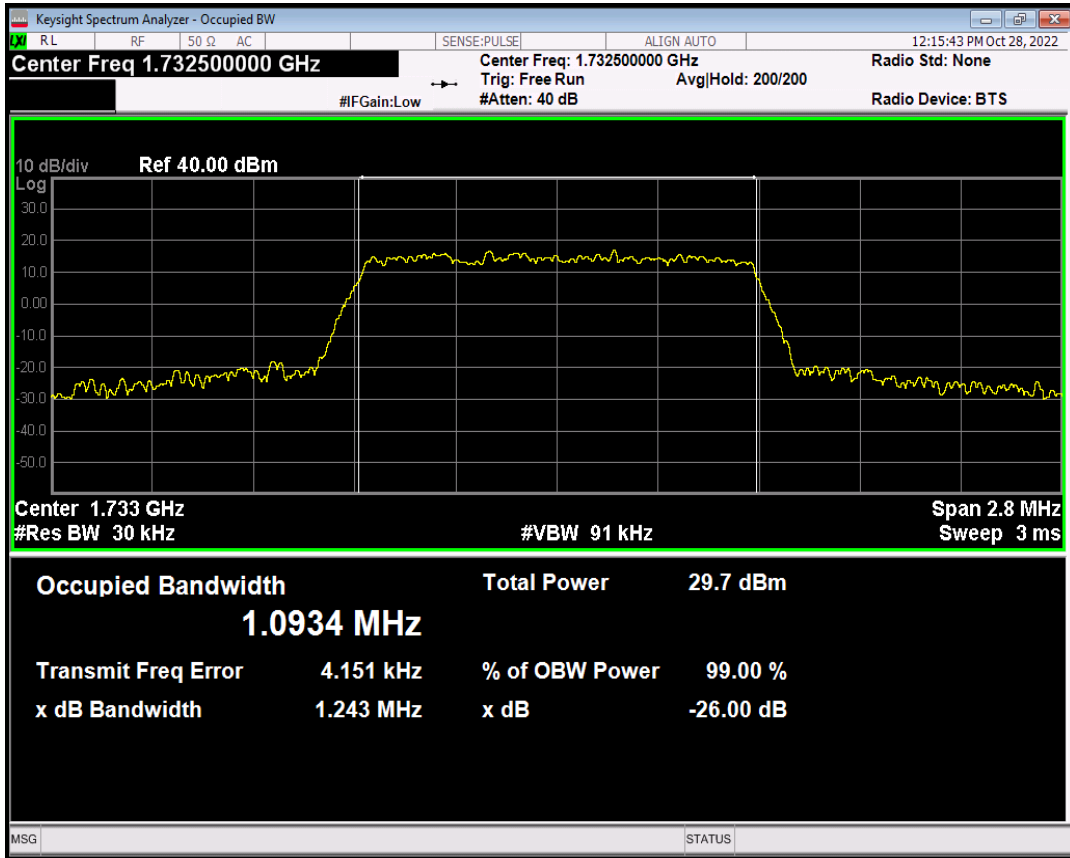 Keysight Spectrum Analyzer - Occupied BW
LXI RL RF 50 Ω AC SENSE:PULSE ALIGN AUTO 12:15:43 PM Oct 28, 2022
Center Freq 1.732500000 GHz Center Freq: 1.732500000 GHz Radio Std: None
Trig: Free Run Avg|Hold: 200/200
#IFGain:Low #Atten: 40 dB Radio Device: BTS
10 dB/div Ref 40.00 dBm
Log
30.0
20.0
10.0
0.00
-10.0
-20.0
-30.0
-40.0
-50.0
Center 1.733 GHz Span 2.8 MHz
#Res BW 30 kHz #VBW 91 kHz Sweep 3 ms
Occupied Bandwidth Total Power 29.7 dBm
1.0934 MHz
Transmit Freq Error 4.151 kHz % of OBW Power 99.00 %
x dB Bandwidth 1.243 MHz x dB -26.00 dB
MSG STATUS